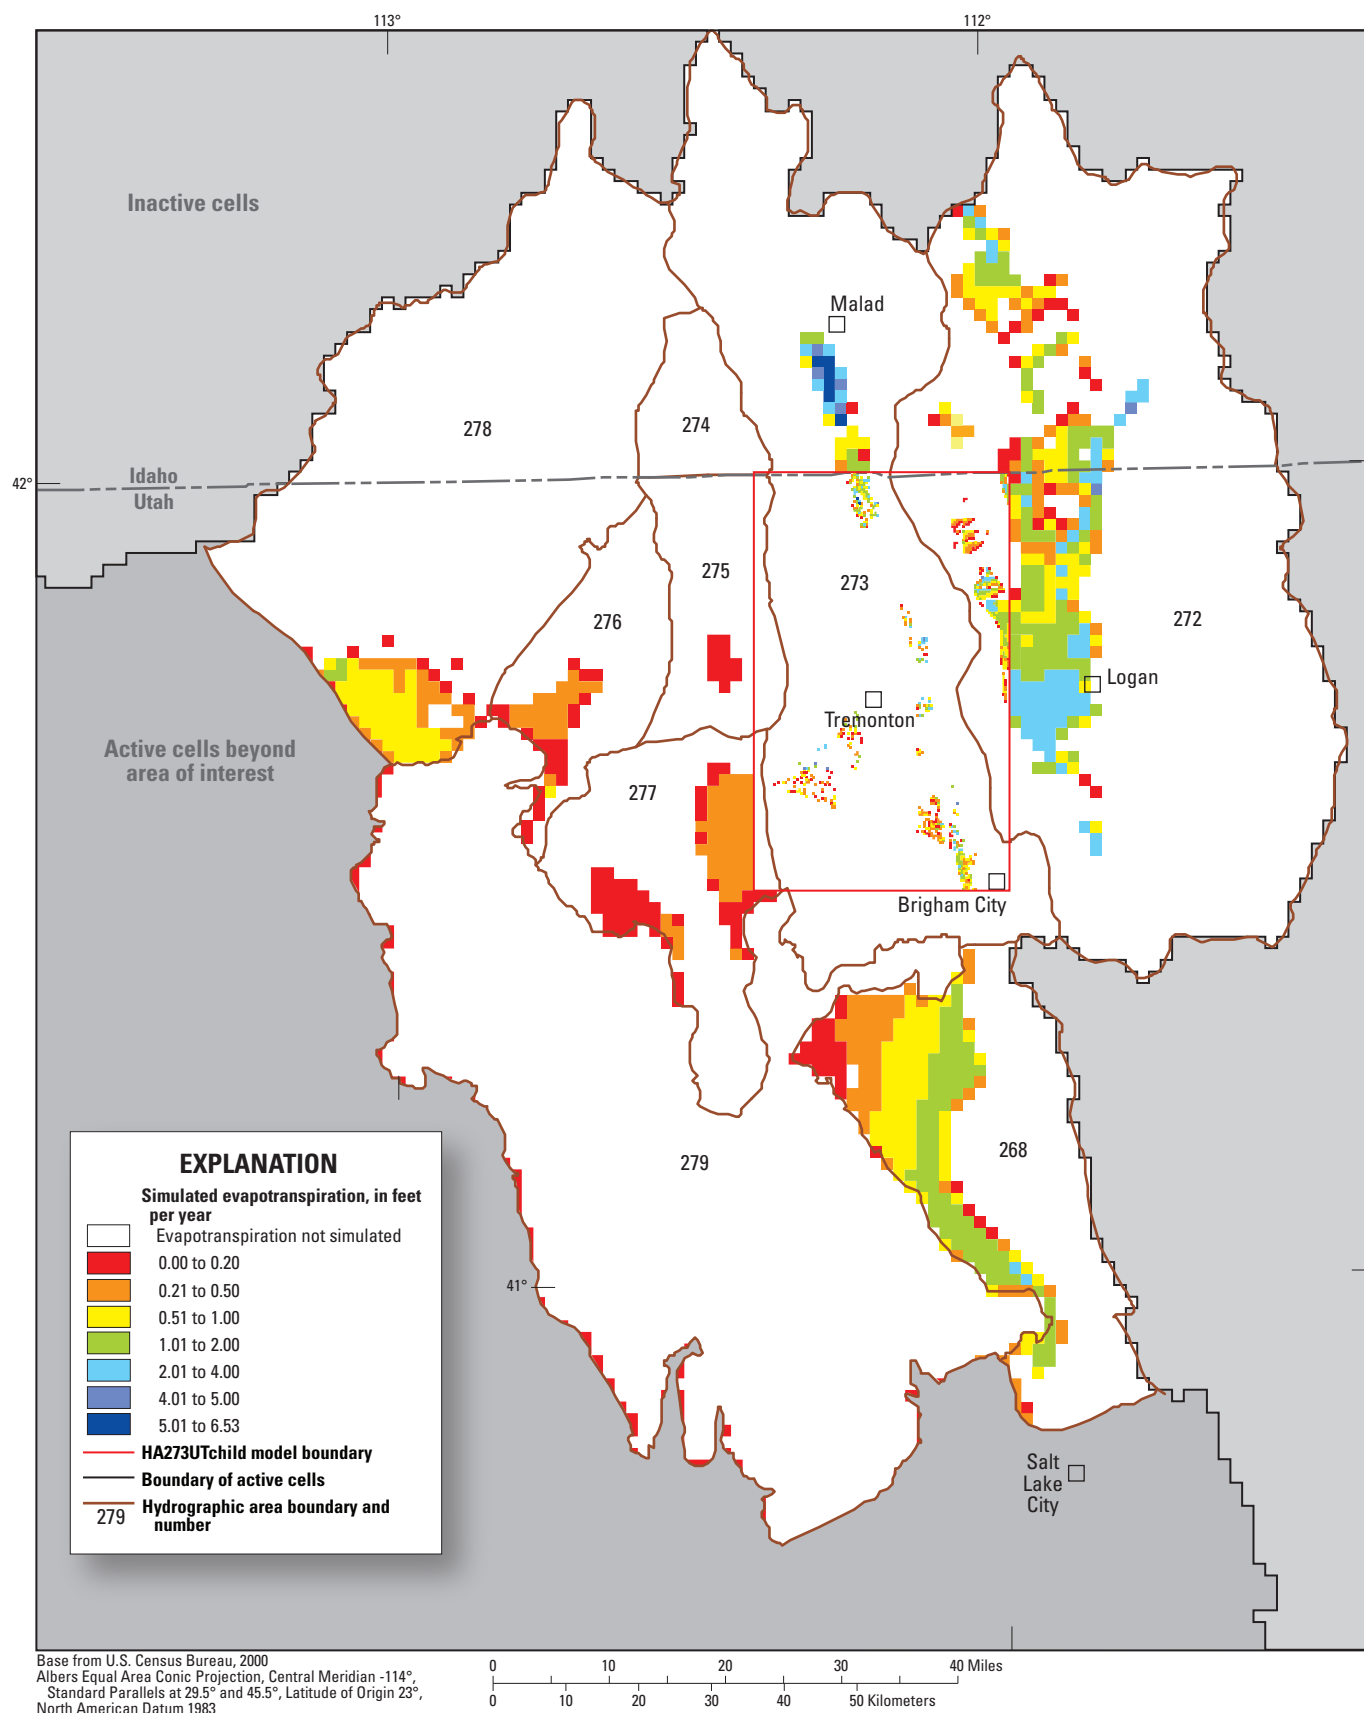 113°
112°
Inactive cells
Malad
278
274
Idaho
42°
Utah
275
273
276
272
Logan
Tremonton
Active cells beyond
area of interest
277
Brigham City
279
268
41°
EXPLANATION
Simulated evapotranspiration, in feet
per year
Evapotranspiration not simulated
0.00 to 0.20
0.21 to 0.50
0.51 to 1.00
1.01 to 2.00
2.01 to 4.00
4.01 to 5.00
5.01 to 6.53
HA273UTchild model boundary
Boundary of active cells
279 Hydrographic area boundary and
number
Salt
Lake
City
Base from U.S. Census Bureau, 2000
Albers Equal Area Conic Projection, Central Meridian -114°,
Standard Parallels at 29.5° and 45.5°, Latitude of Origin 23°,
North American Datum 1983
0 10 20 30 40 Miles
0 10 20 30 40 50 Kilometers